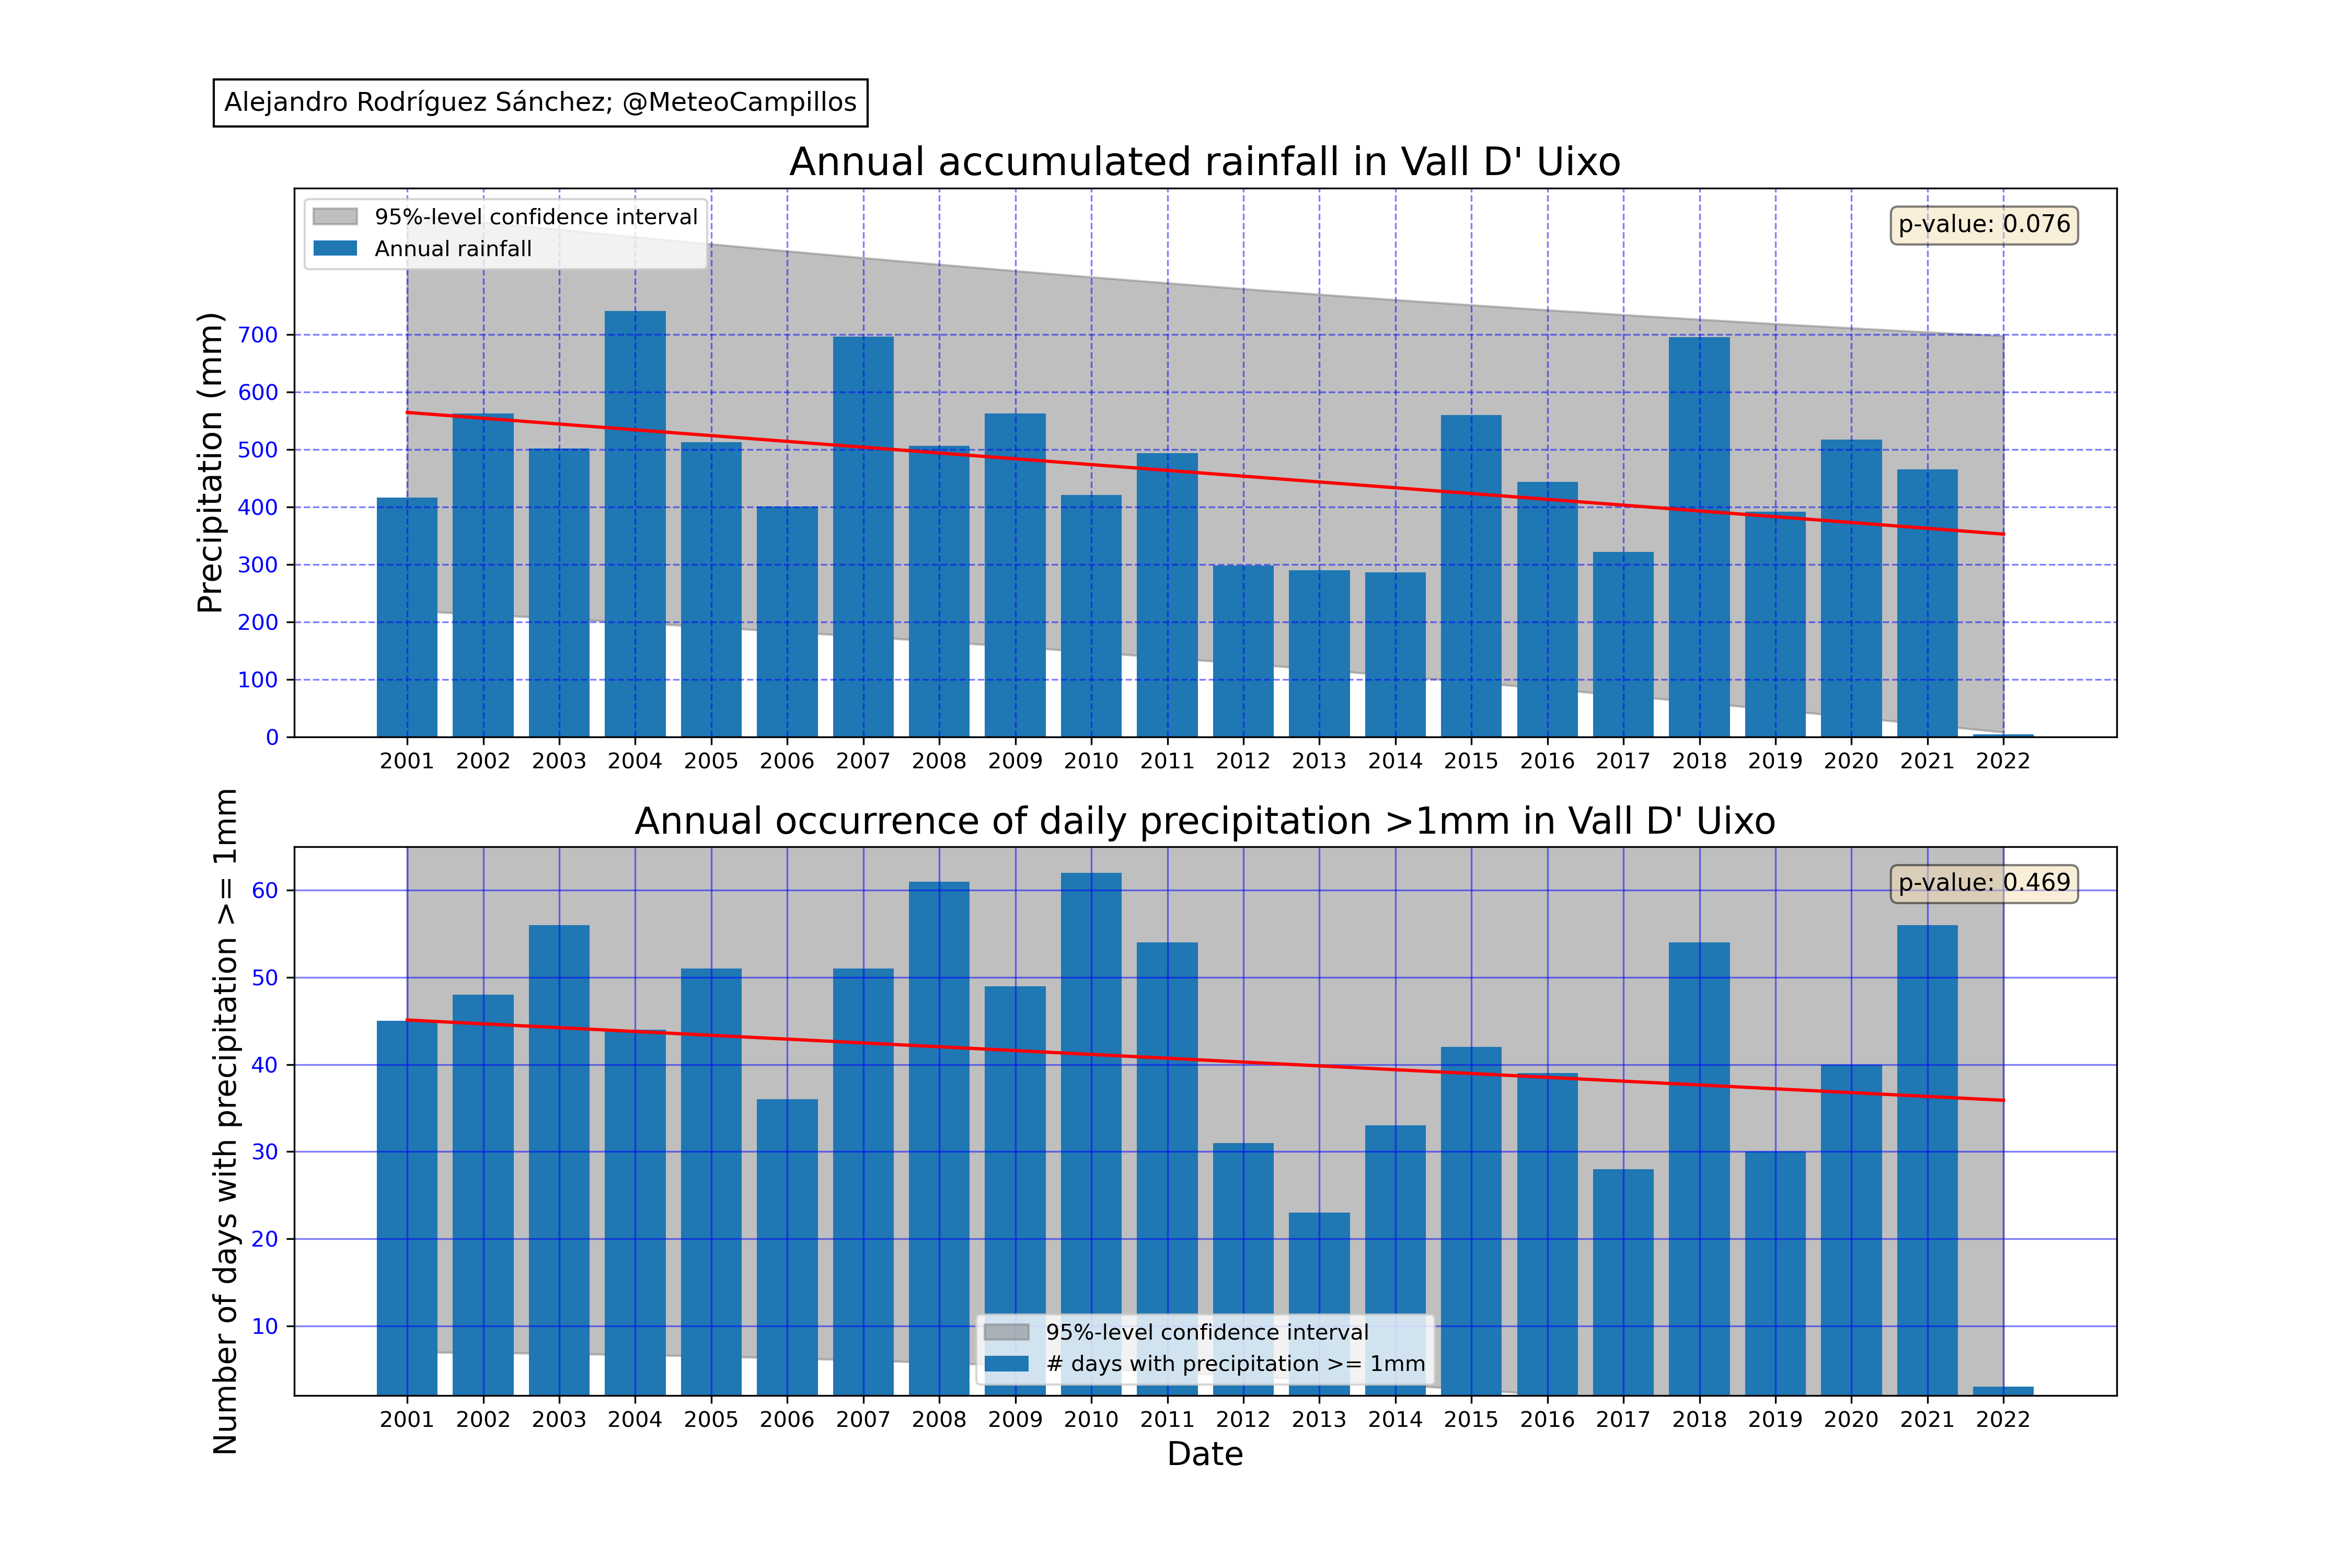 Alejandro Rodríguez Sánchez; @MeteoCampillos
Annual accumulated rainfall in Vall D' Uixo
95%-level confidence interval
Annual rainfall
p-value: 0.076
Precipitation (mm)
700
600
500
400
300
200
100
0
2001 2002 2003 2004 2005 2006 2007 2008 2009 2010 2011 2012 2013 2014 2015 2016 2017 2018 2019 2020 2021 2022
Annual occurrence of daily precipitation >1mm in Vall D' Uixo
p-value: 0.469
Number of days with precipitation >= 1mm
60
50
40
30
20
10
95%-level confidence interval
# days with precipitation >= 1mm
2001 2002 2003 2004 2005 2006 2007 2008 2009 2010 2011 2012 2013 2014 2015 2016 2017 2018 2019 2020 2021 2022
Date